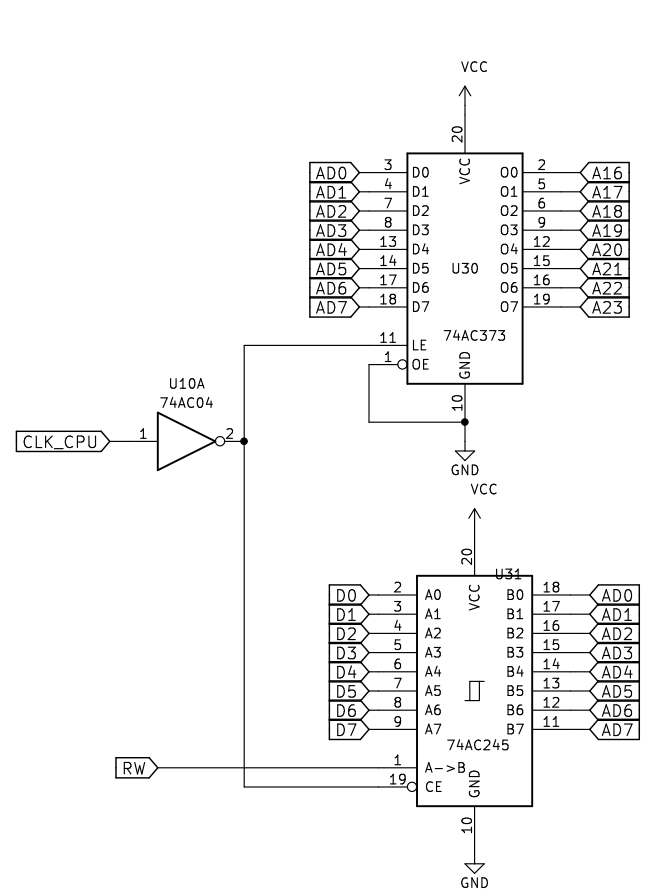 VCC
20
VCC
AD0 3 D0 O0 2 A16
AD1 4 D1 O1 5 A17
AD2 7 D2 O2 6 A18
AD3 8 D3 O3 9 A19
AD4 13 D4 O4 12 A20
AD5 14 D5 U30 O5 15 A21
AD6 17 D6 O6 16 A22
AD7 18 D7 O7 19 A23
74AC373
11 LE
1 OE
GND
10
U10A
74AC04
CLK_CPU 1 2
GND
VCC
20
U31
VCC
D0 2 A0 B0 18 AD0
D1 3 A1 B1 17 AD1
D2 4 A2 B2 16 AD2
D3 5 A3 B3 15 AD3
D4 6 A4 B4 14 AD4
D5 7 A5 B5 13 AD5
D6 8 A6 B6 12 AD6
D7 9 A7 B7 11 AD7
74AC245
RW 1 A->B
19 CE
GND
10
GND